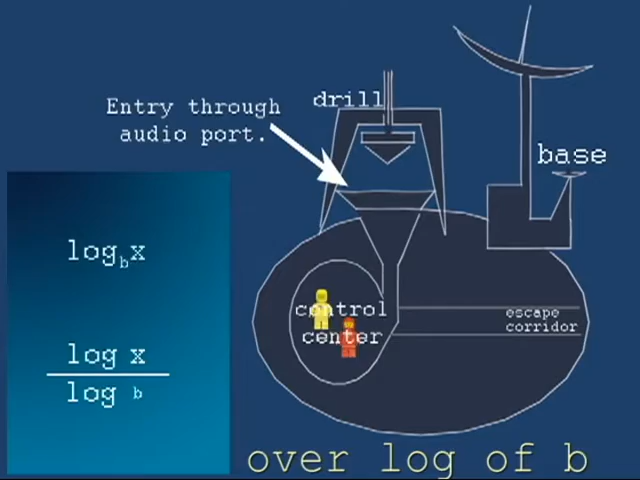 drill
Entry through
audio port.
base
log_b x
control
center
escape
corridor
log x
log b
over log of b